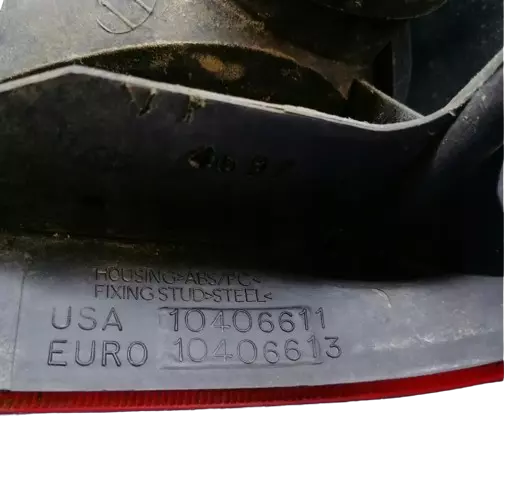 HOUSING>ABS/PC<
FIXING STUD>STEEL<
USA 10406611
EURO 10406613